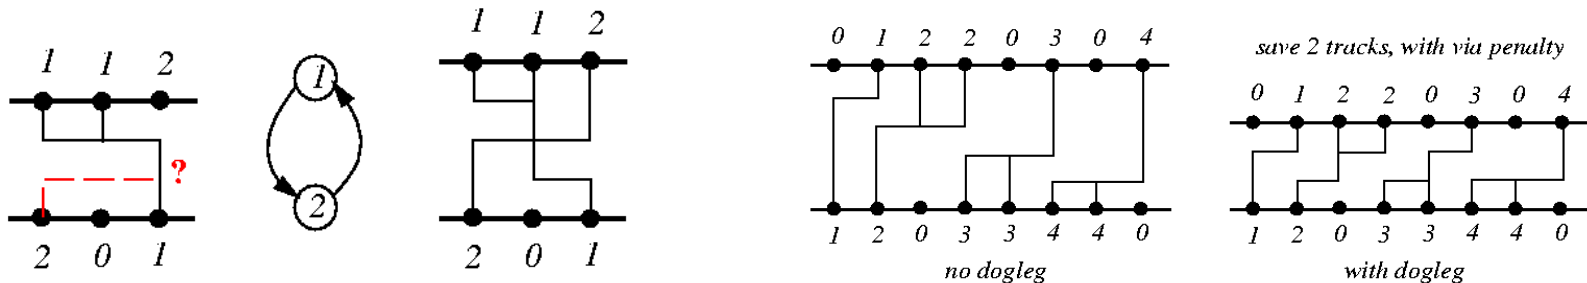 1 1 2
?
2 0 1
1
2
1 1 2
2 0 1
0 1 2 2 0 3 0 4
1 2 0 3 3 4 4 0
no dogleg
save 2 tracks, with via penalty
0 1 2 2 0 3 0 4
1 2 0 3 3 4 4 0
with dogleg